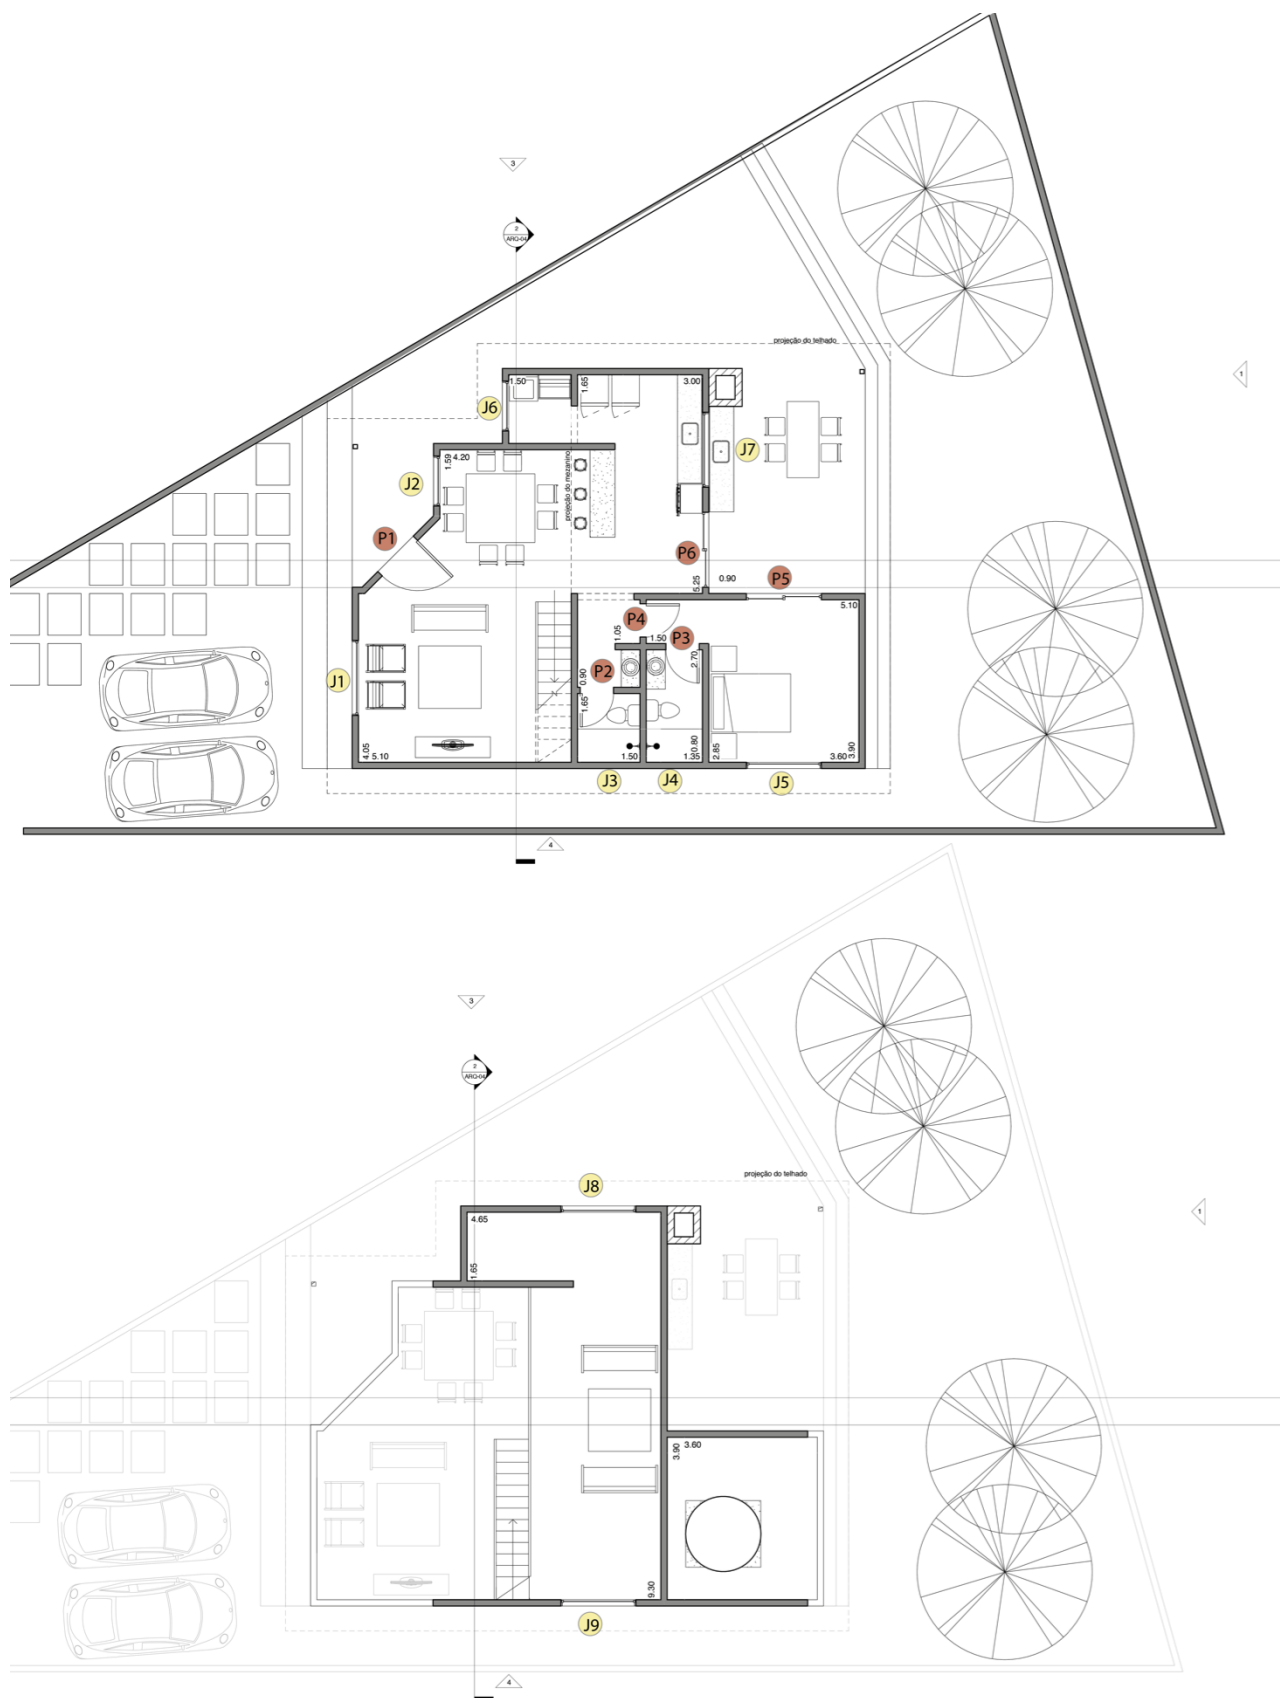 3
2
ARQ-04
projeção do telhado
1
1.50
1.65
3.00
J6
J7
J2
1.59
4.20
projeção do mezanino
P1
P6
5.25
0.90
P5
5.10
P4
1.05
1.50
P3
2.70
P2
0.90
1.65
J1
4.05
5.10
1.50
1.35
0.80
2.85
3.60
3.90
J3
J4
J5
4
3
2
ARQ-04
projeção do telhado
J8
1
4.65
1.65
3.90
3.60
9.30
J9
4